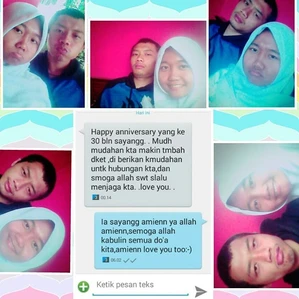 Happy anniversary yang ke
30 bln sayangg. . Mudh
mudahan kta makin tmbah
dket ,di berikan kmudahan
untk hubungan kta,dan
smoga allah swt slalu
menjaga kta. .love you. .
00.14
Ia sayangg amienn ya allah
amienn,semoga allah
kabulin semua do'a
kita,amienn love you too:-)
Ketik pesan teks